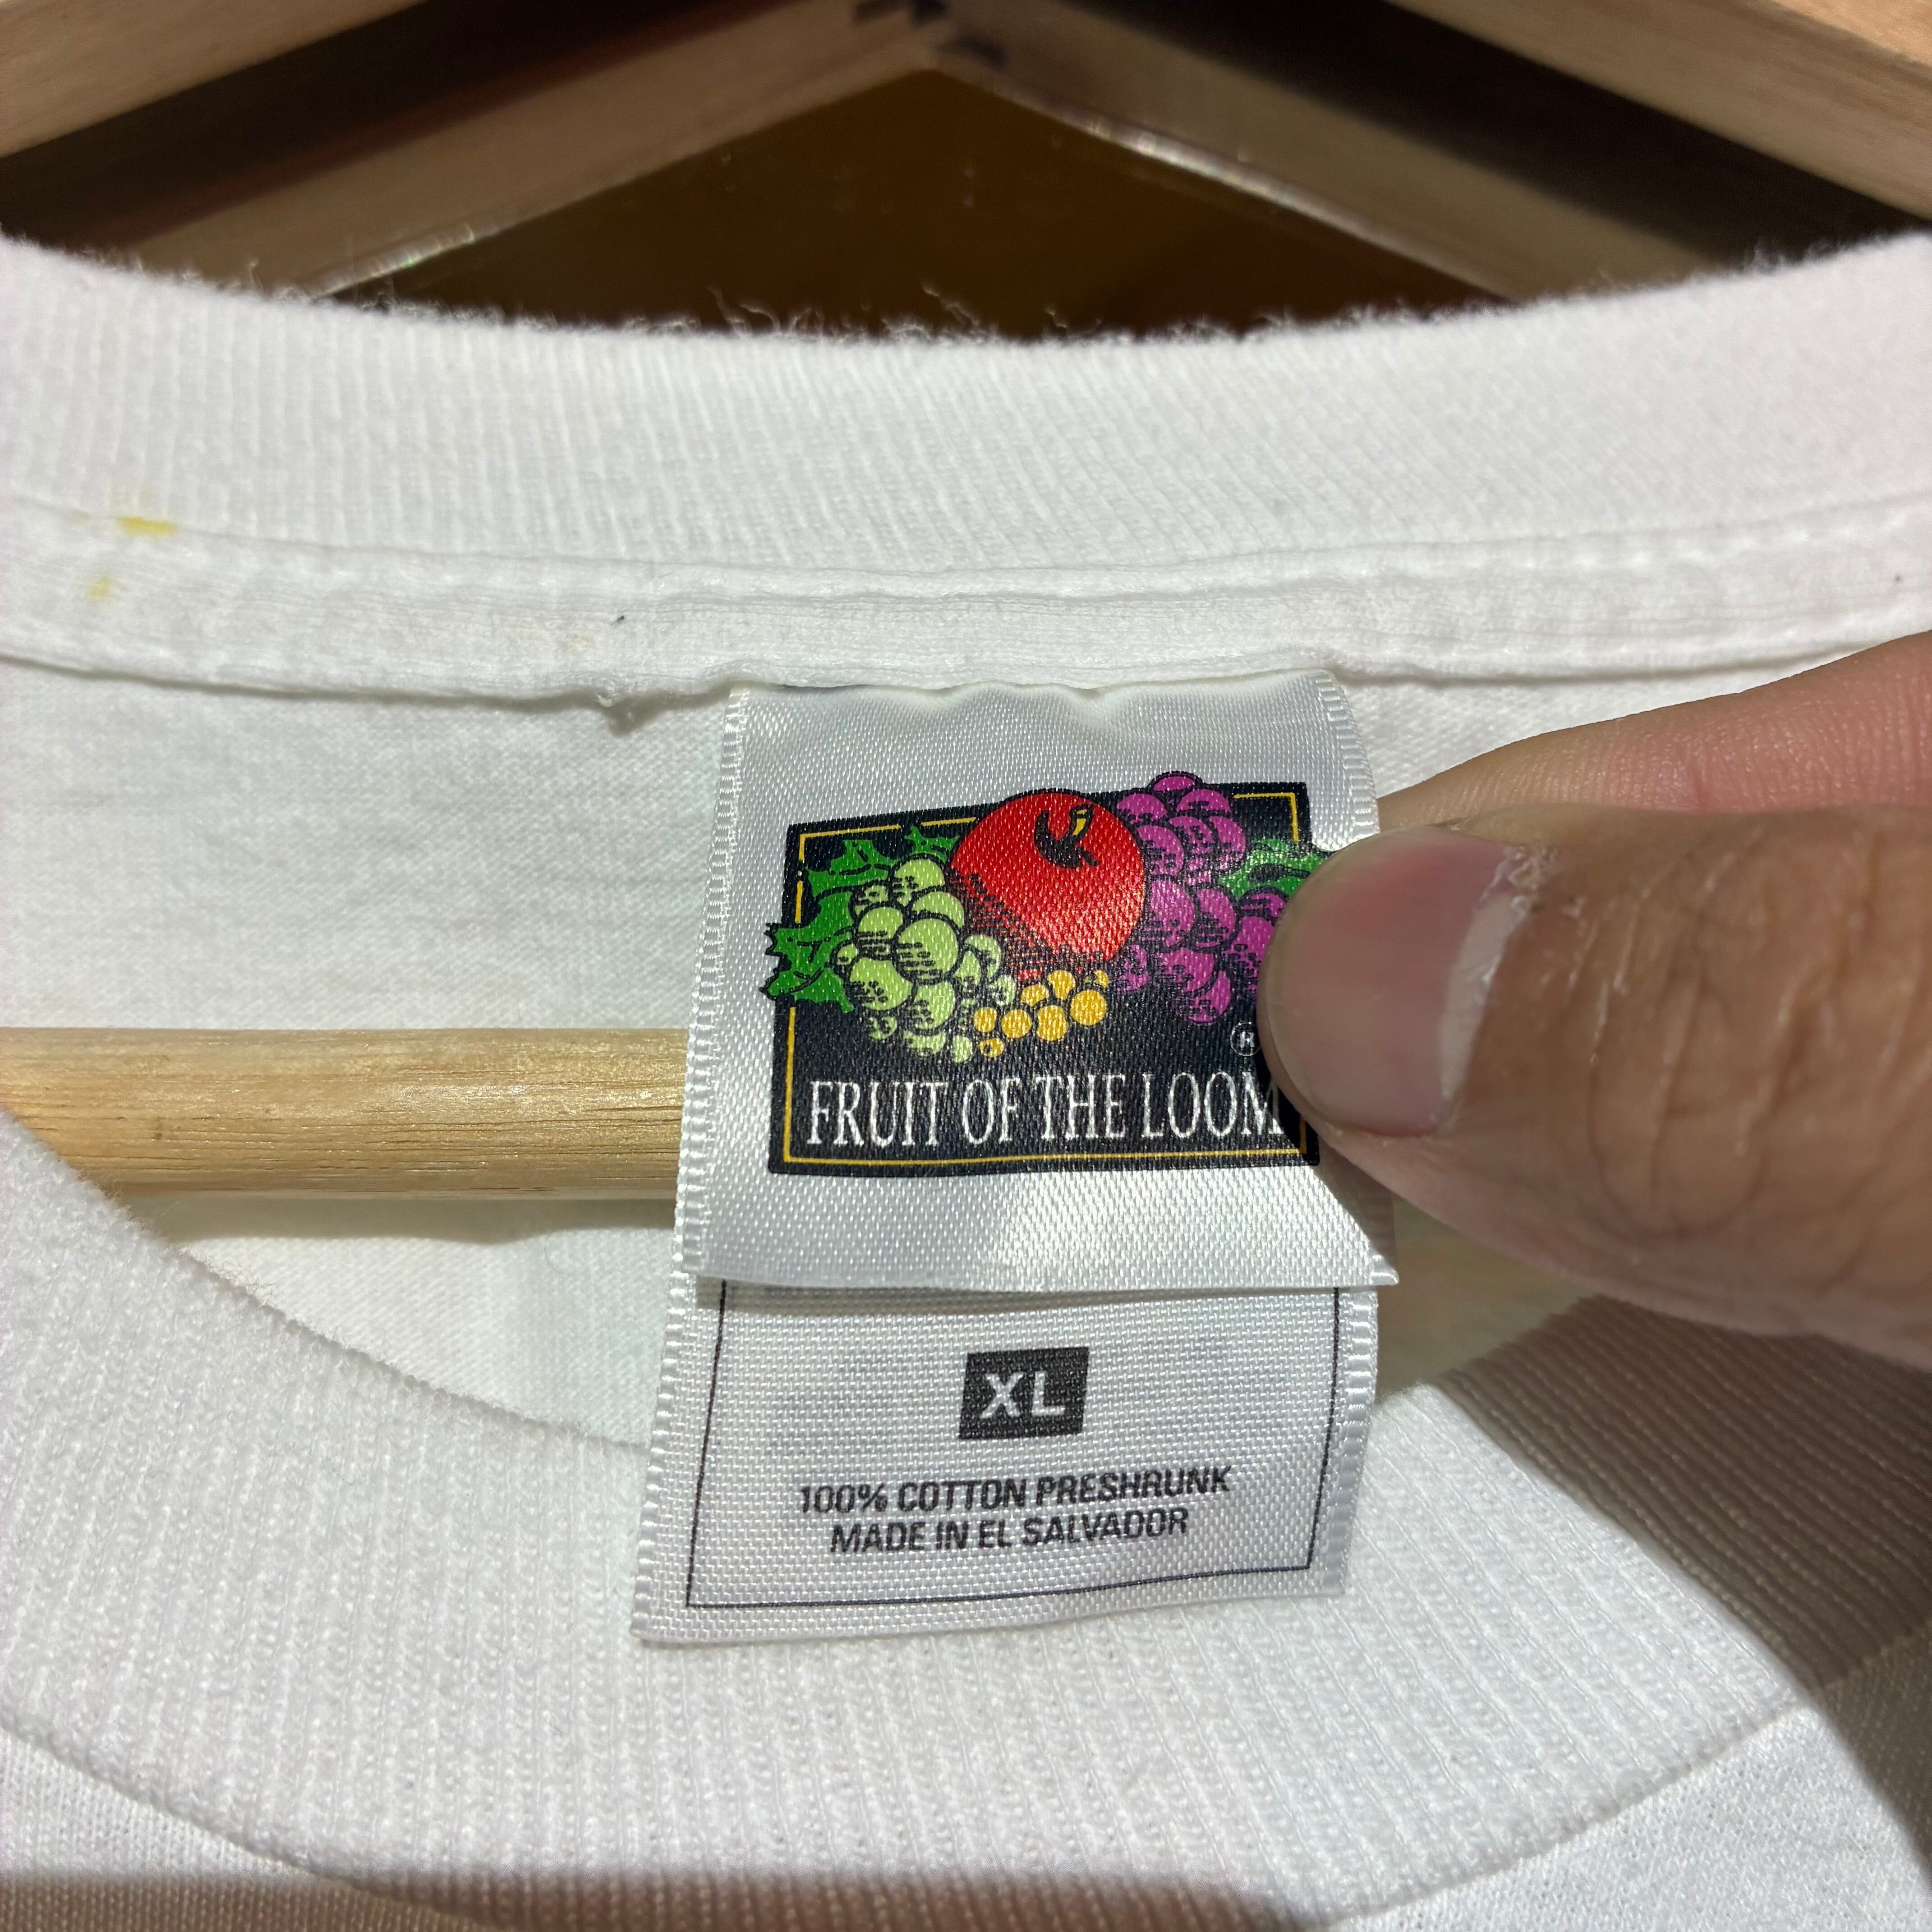 ®
FRUIT OF THE LOOM
XL
100% COTTON PRESHRUNK
MADE IN EL SALVADOR